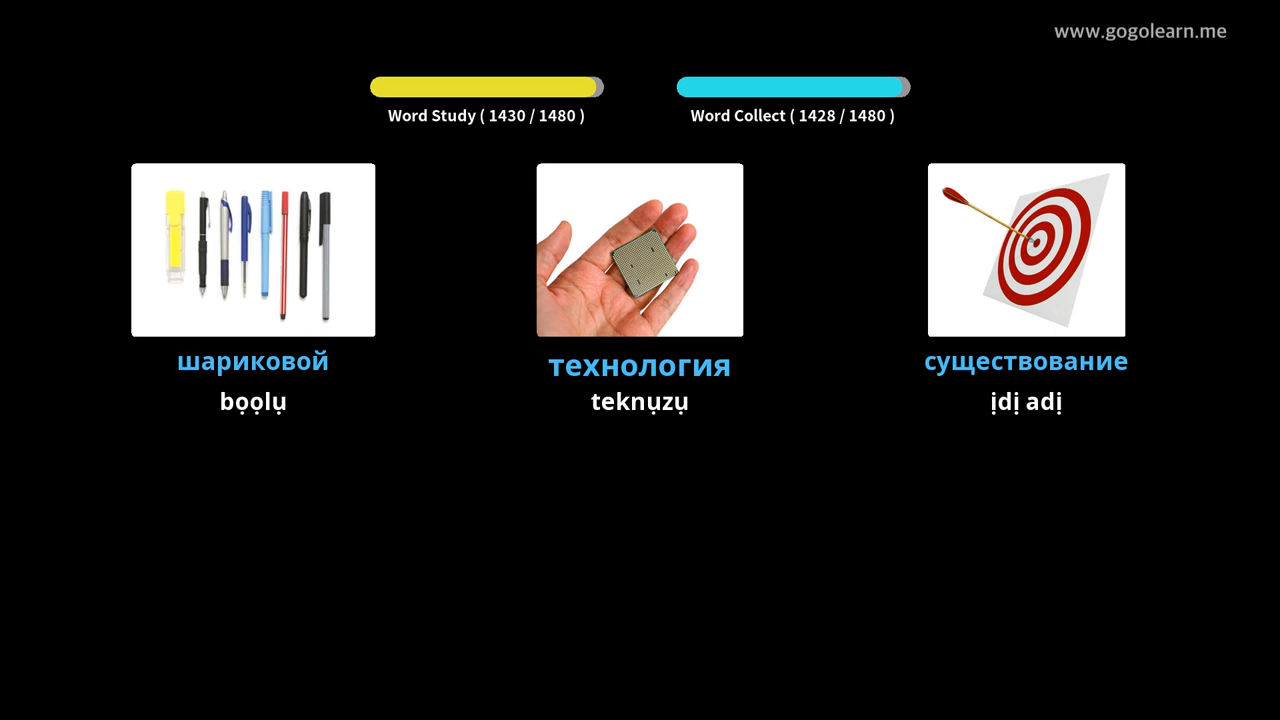 www.gogolearn.me
Word Study ( 1430 / 1480 )
Word Collect ( 1428 / 1480 )
шариковой
технология
существование
bọọlụ
teknụzụ
ịdị adị